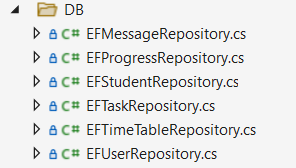 DB
C# EFMessageRepository.cs
C# EFProgressRepository.cs
C# EFStudentRepository.cs
C# EFTaskRepository.cs
C# EFTimeTableRepository.cs
C# EFUserRepository.cs